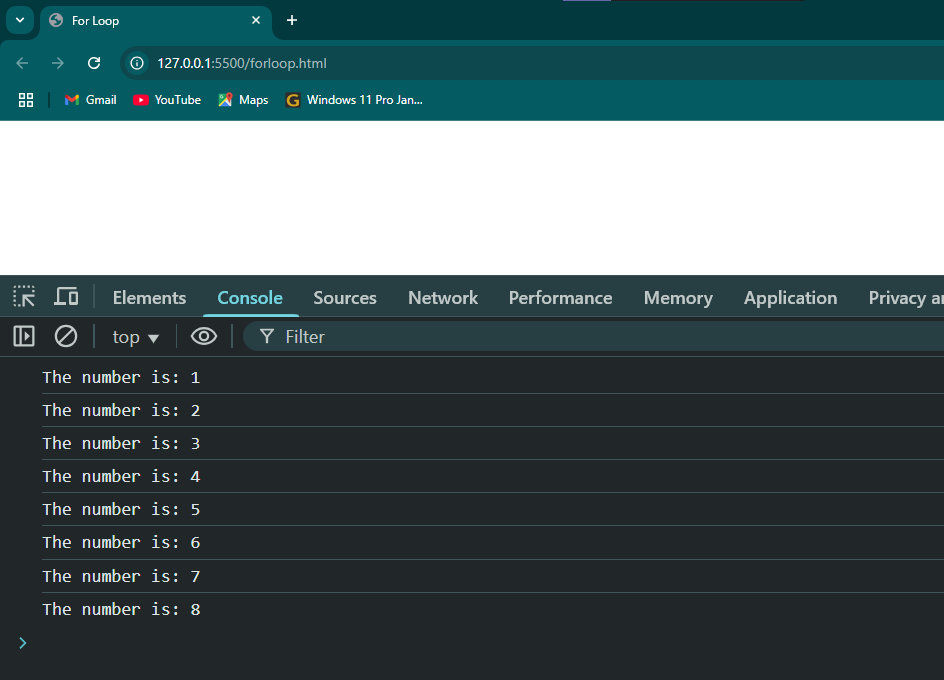 For Loop
127.0.0.1:5500/forloop.html
Gmail YouTube Maps Windows 11 Pro Jan...
Elements Console Sources Network Performance Memory Application Privacy
top Filter
The number is: 1
The number is: 2
The number is: 3
The number is: 4
The number is: 5
The number is: 6
The number is: 7
The number is: 8